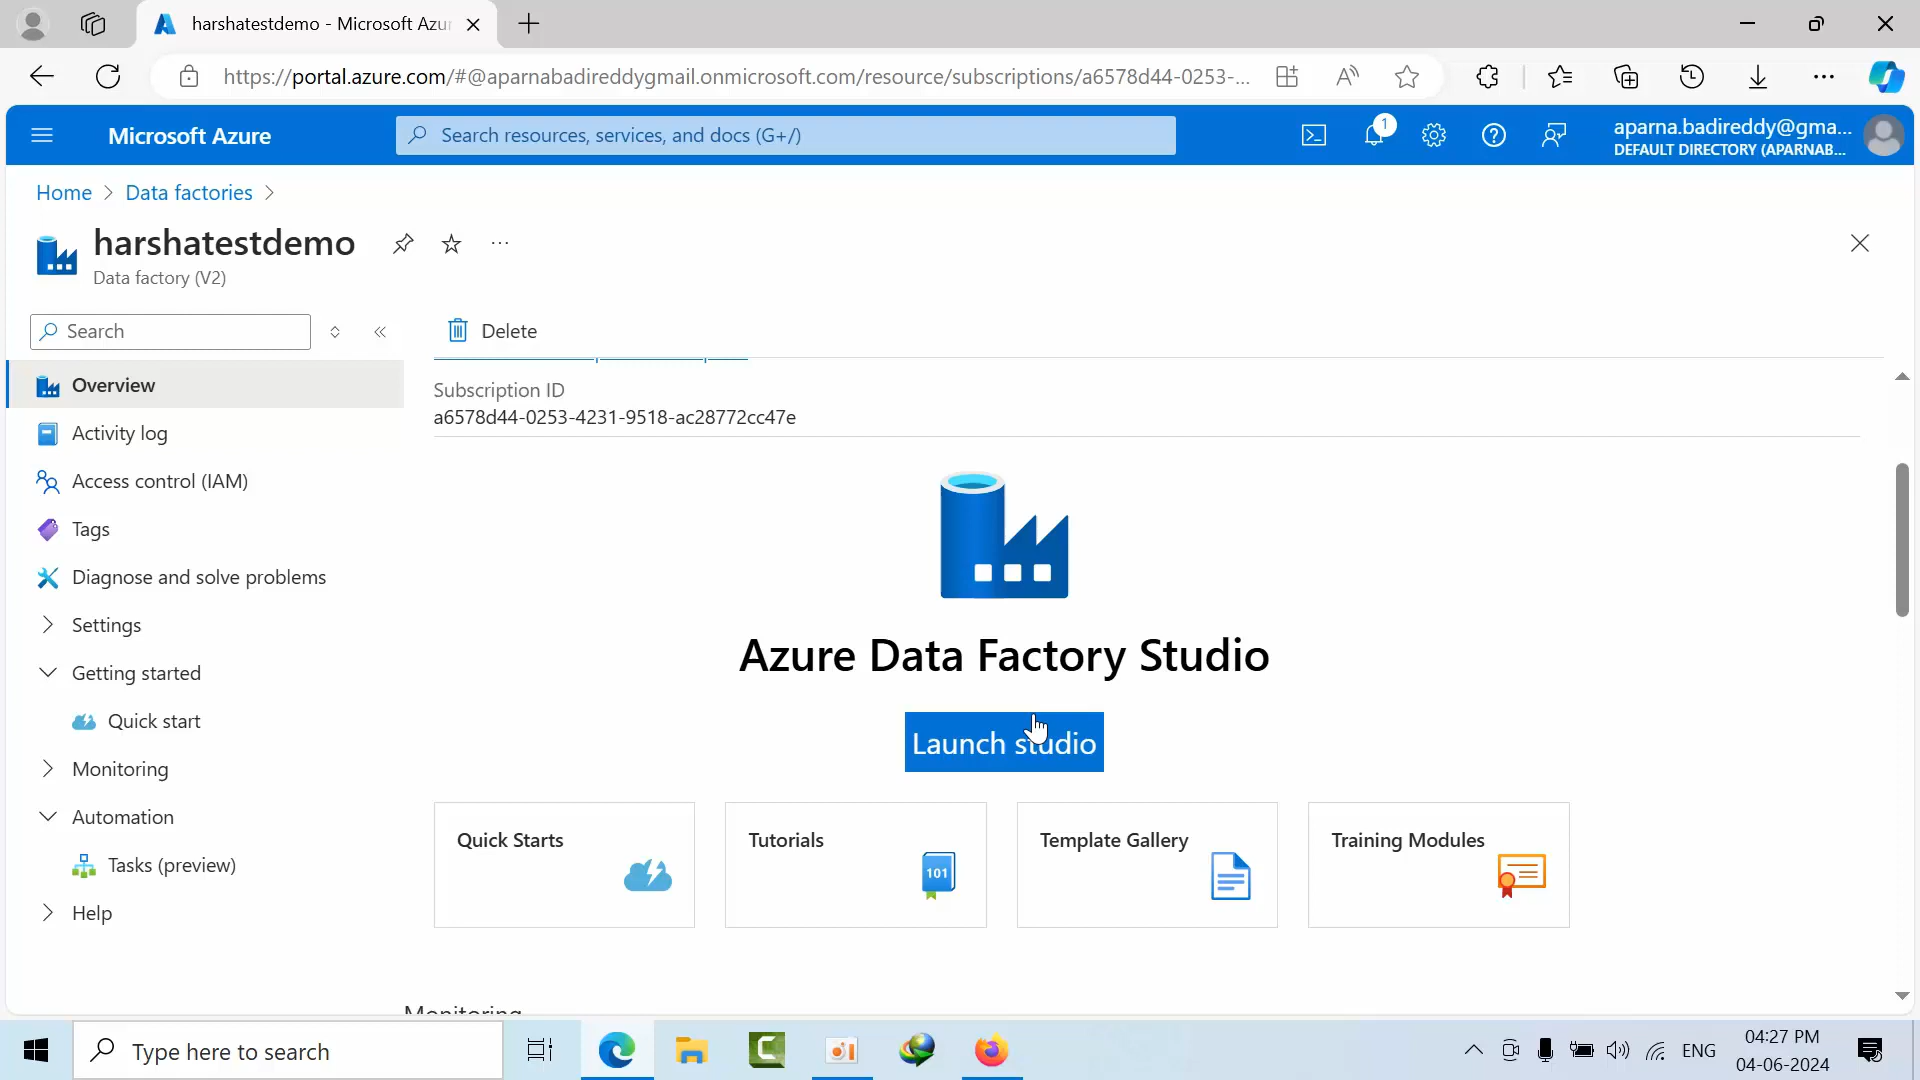 harshatestdemo - Microsoft Azu
https://portal.azure.com/#@aparnabadireddygmail.onmicrosoft.com/resource/subscriptions/a6578d44-0253-...
Microsoft Azure
Search resources, services, and docs (G+/)
1
aparna.badireddy@gma...
DEFAULT DIRECTORY (APARNAB...
Home > Data factories >
harshatestdemo
Data factory (V2)
Search
Delete
Overview
Activity log
Access control (IAM)
Tags
Diagnose and solve problems
Settings
Getting started
Quick start
Monitoring
Automation
Tasks (preview)
Help
Subscription ID
a6578d44-0253-4231-9518-ac28772cc47e
Azure Data Factory Studio
Launch studio
Quick Starts
Tutorials
101
Template Gallery
Training Modules
Monitoring
Type here to search
ENG
04:27 PM
04-06-2024